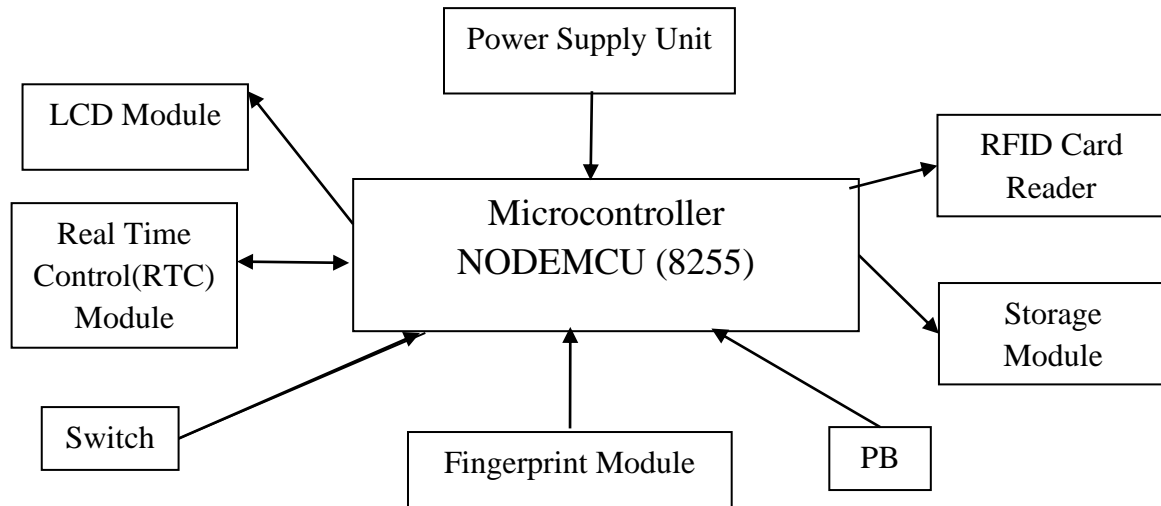 Power Supply Unit
LCD Module
RFID Card
Reader
Microcontroller
NODEMCU (8255)
Real Time
Control(RTC)
Module
Storage
Module
Switch
Fingerprint Module
PB